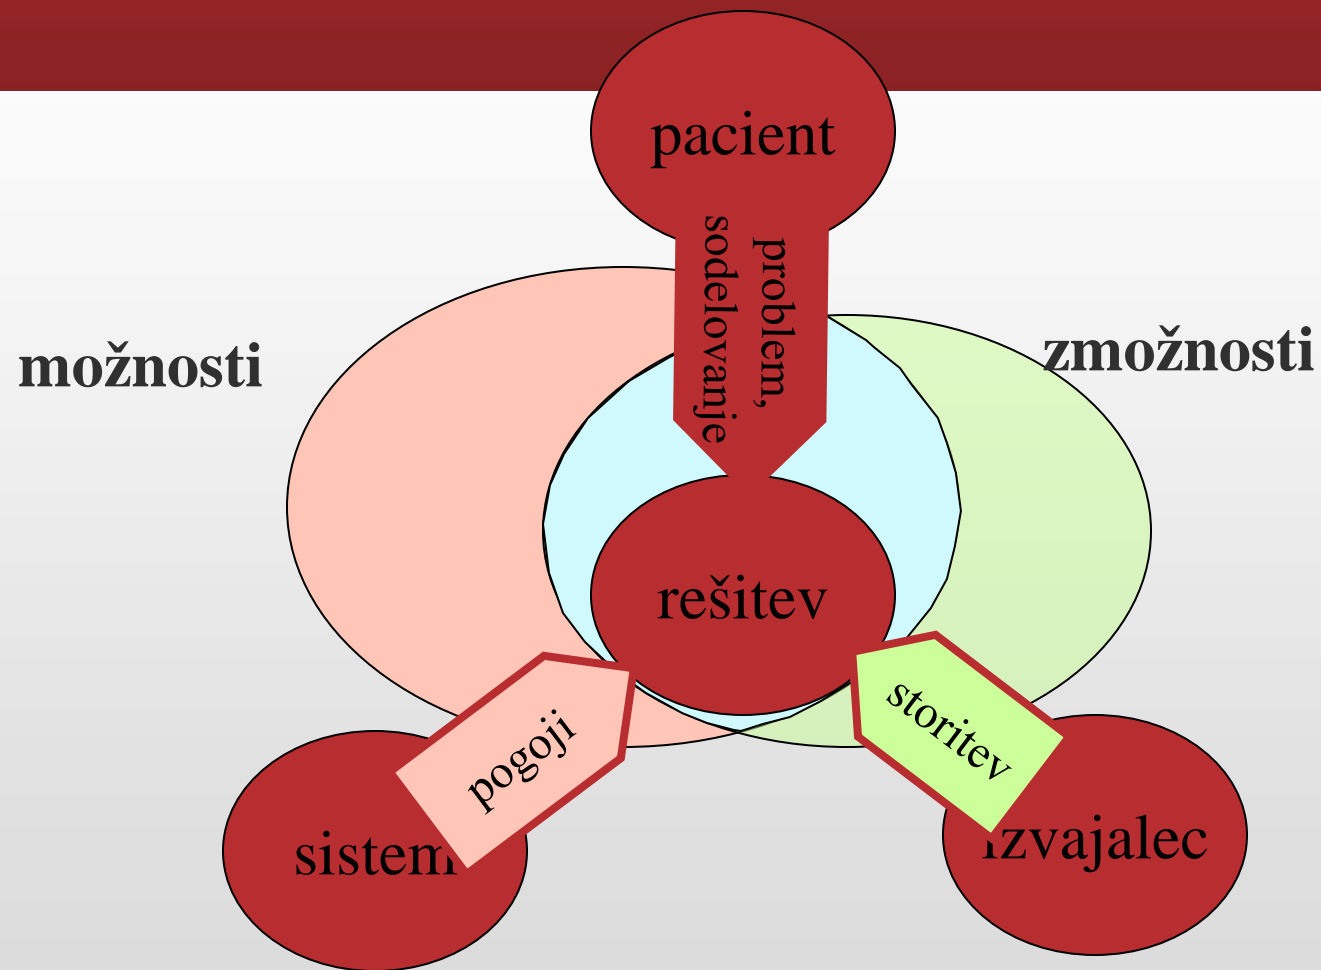 pacient
problem,
sodelovanje
možnosti
zmožnosti
rešitev
pogoji
storitev
sistem
izvajalec